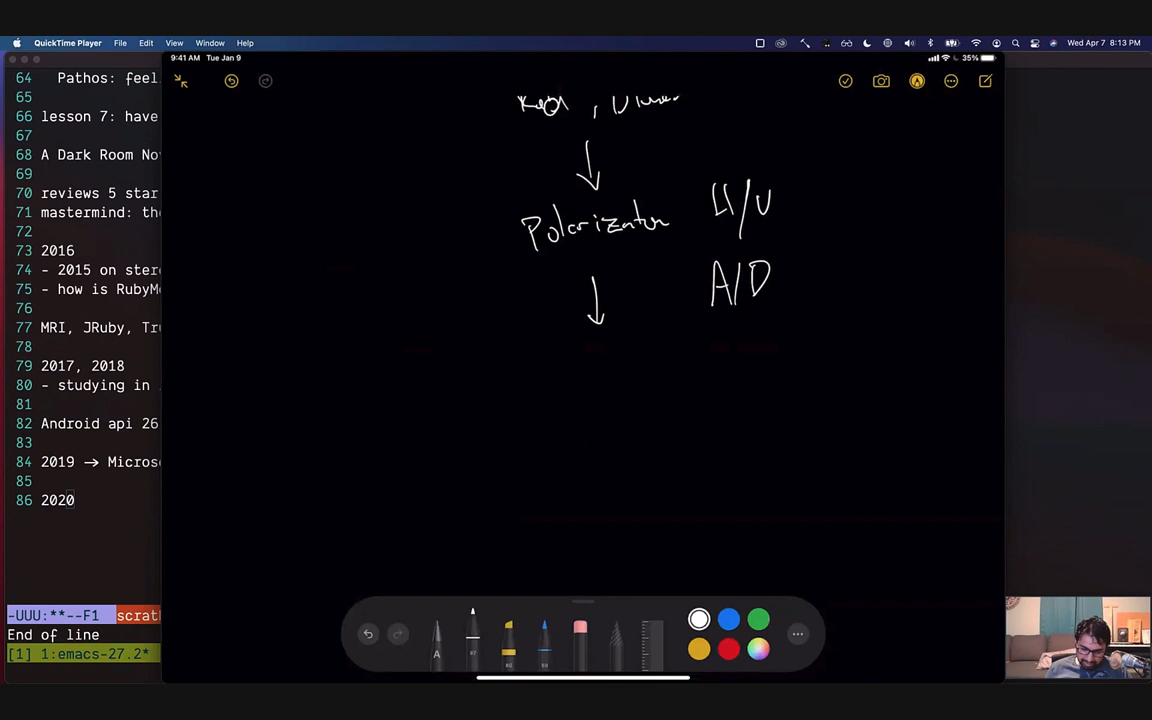 QuickTime Player File Edit View Window Help Wed Apr 7 8:13 PM
9:41 AM Tue Jan 9 35%
64 Pathos: feel
65
66 lesson 7: have
67
68 A Dark Room No
69
70 reviews 5 star
71 mastermind: th
72
73 2016
74 - 2015 on ster
75 - how is RubyM
76
77 MRI, JRuby, Tr
78
79 2017, 2018
80 - studying in
81
82 Android api 26
83
84 2019 → Micros
85
86 2020
-UUU:**--F1 scrat
End of line
[1] 1:emacs-27.2*
Polarization
A/D
A